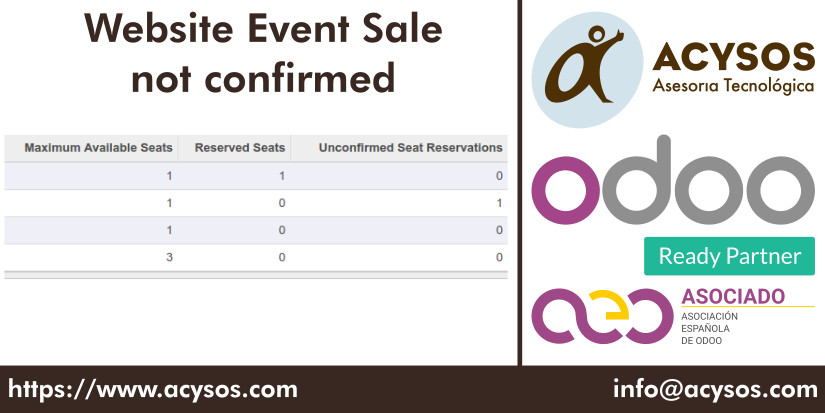 Website Event Sale
not confirmed
Maximum Available Seats Reserved Seats Unconfirmed Seat Reservations
1 1 0
1 0 1
1 0 0
3 0 0
ACYSOS
Asesoría Tecnológica
odoo
Ready Partner
aeo ASOCIADO
ASOCIACIÓN
ESPAÑOLA
DE ODOO
https://www.acysos.com info@acysos.com